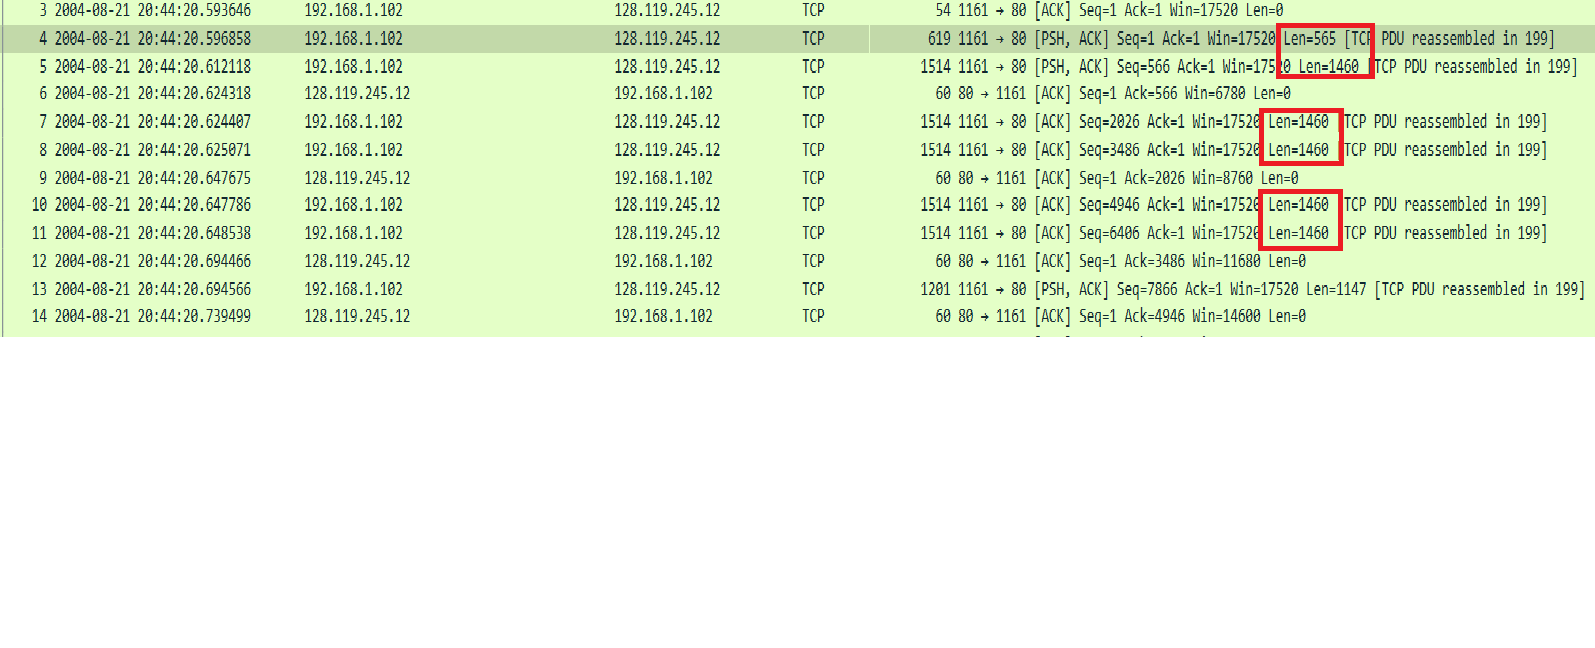 3 2004-08-21 20:44:20.593646 192.168.1.102 128.119.245.12 TCP 54 1161 → 80 [ACK] Seq=1 Ack=1 Win=17520 Len=0
4 2004-08-21 20:44:20.596858 192.168.1.102 128.119.245.12 TCP 619 1161 → 80 [PSH, ACK] Seq=1 Ack=1 Win=17520 Len=565 [TCP PDU reassembled in 199]
5 2004-08-21 20:44:20.612118 192.168.1.102 128.119.245.12 TCP 1514 1161 → 80 [PSH, ACK] Seq=566 Ack=1 Win=17520 Len=1460 [TCP PDU reassembled in 199]
6 2004-08-21 20:44:20.624318 128.119.245.12 192.168.1.102 TCP 60 80 → 1161 [ACK] Seq=1 Ack=566 Win=6780 Len=0
7 2004-08-21 20:44:20.624407 192.168.1.102 128.119.245.12 TCP 1514 1161 → 80 [ACK] Seq=2026 Ack=1 Win=17520 Len=1460 [TCP PDU reassembled in 199]
8 2004-08-21 20:44:20.625071 192.168.1.102 128.119.245.12 TCP 1514 1161 → 80 [ACK] Seq=3486 Ack=1 Win=17520 Len=1460 [TCP PDU reassembled in 199]
9 2004-08-21 20:44:20.647675 128.119.245.12 192.168.1.102 TCP 60 80 → 1161 [ACK] Seq=1 Ack=2026 Win=8760 Len=0
10 2004-08-21 20:44:20.647786 192.168.1.102 128.119.245.12 TCP 1514 1161 → 80 [ACK] Seq=4946 Ack=1 Win=17520 Len=1460 [TCP PDU reassembled in 199]
11 2004-08-21 20:44:20.648538 192.168.1.102 128.119.245.12 TCP 1514 1161 → 80 [ACK] Seq=6406 Ack=1 Win=17520 Len=1460 [TCP PDU reassembled in 199]
12 2004-08-21 20:44:20.694466 128.119.245.12 192.168.1.102 TCP 60 80 → 1161 [ACK] Seq=1 Ack=3486 Win=11680 Len=0
13 2004-08-21 20:44:20.694566 192.168.1.102 128.119.245.12 TCP 1201 1161 → 80 [PSH, ACK] Seq=7866 Ack=1 Win=17520 Len=1147 [TCP PDU reassembled in 199]
14 2004-08-21 20:44:20.739499 128.119.245.12 192.168.1.102 TCP 60 80 → 1161 [ACK] Seq=1 Ack=4946 Win=14600 Len=0